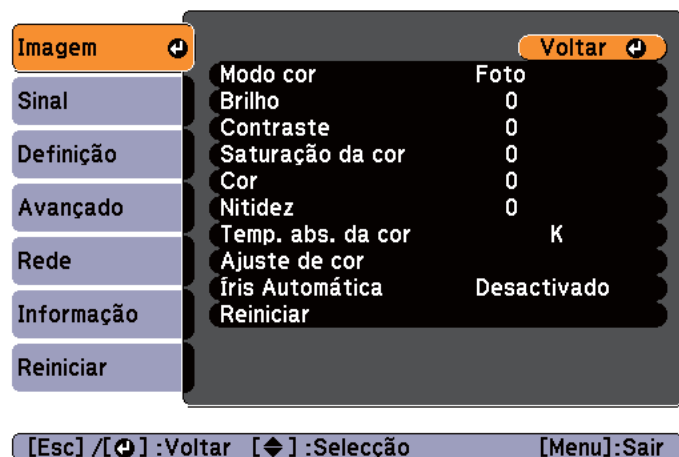 Imagem
Sinal
Definição
Avançado
Rede
Informação
Reiniciar
Voltar
Modo cor Foto
Brilho 0
Contraste 0
Saturação da cor 0
Cor 0
Nitidez 0
Temp. abs. da cor K
Ajuste de cor
Íris Automática Desactivado
Reiniciar
[Esc] /[ ] :Voltar [ ] :Selecção [Menu]:Sair